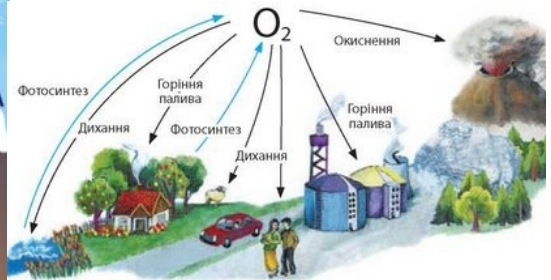 O₂
Окиснення
Фотосинтез
Горіння
палива
Дихання
Фотосинтез
Горіння
палива
Дихання